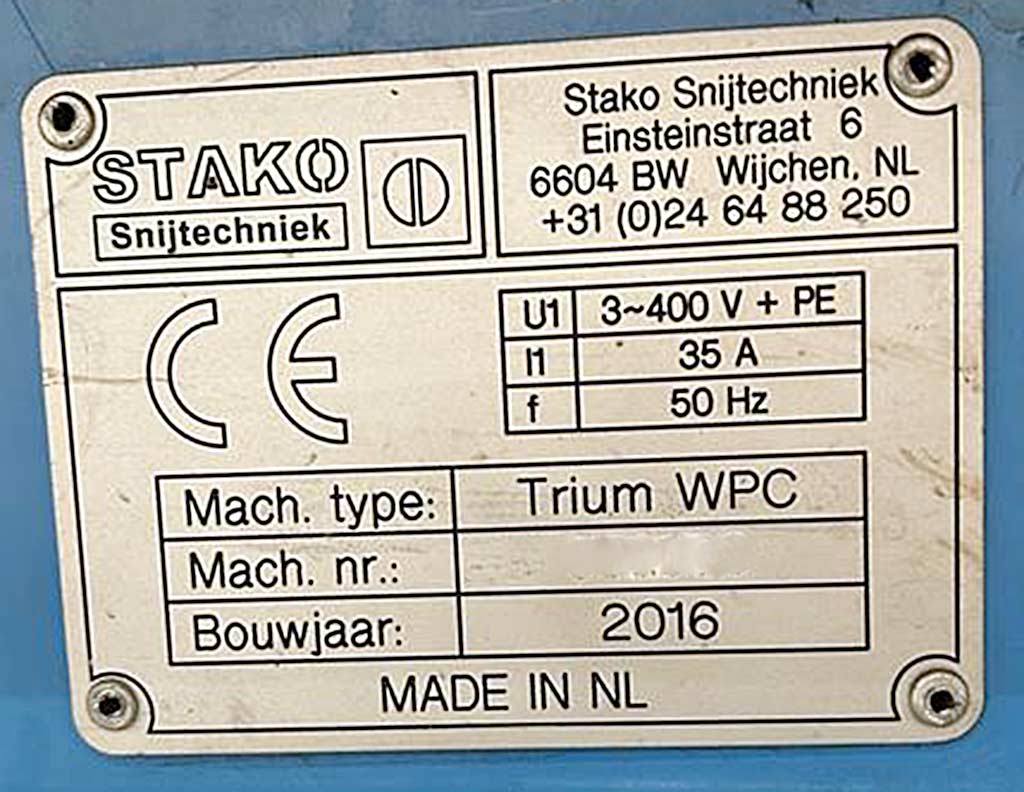 STAKO
Snijtechniek
Stako Snijtechniek
Einsteinstraat 6
6604 BW Wijchen, NL
+31 (0)24 64 88 250
CE
U1 3~400 V + PE
I1 35 A
f 50 Hz
Mach. type: Trium WPC
Mach. nr.:
Bouwjaar: 2016
MADE IN NL